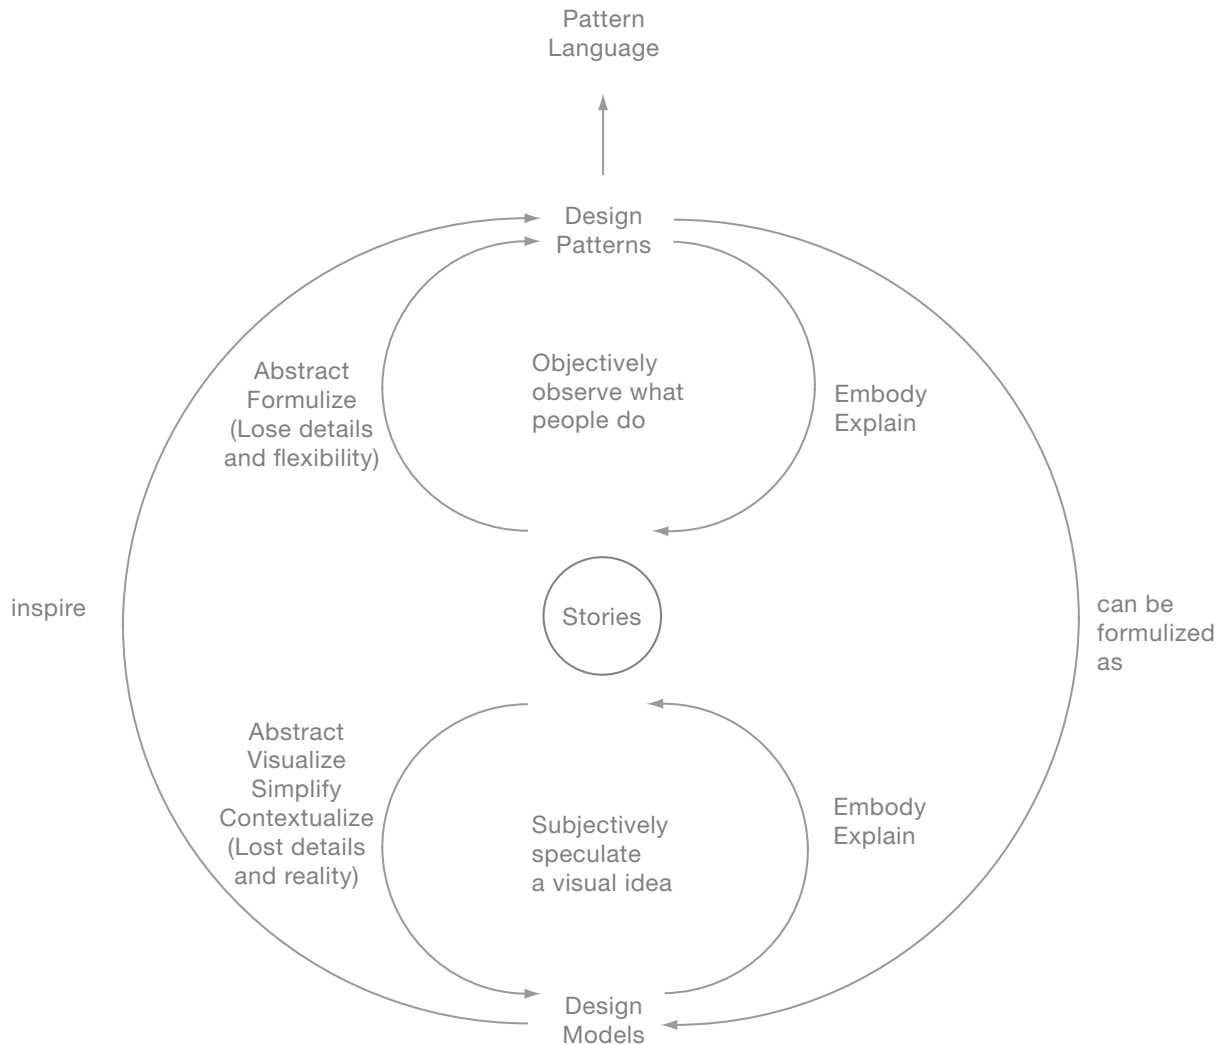 Pattern
Language
Design
Patterns
Abstract
Formulize
(Lose details
and flexibility)
Objectively
observe what
people do
Embody
Explain
inspire
Stories
can be
formulized
as
Abstract
Visualize
Simplify
Contextualize
(Lost details
and reality)
Subjectively
speculate
a visual idea
Embody
Explain
Design
Models